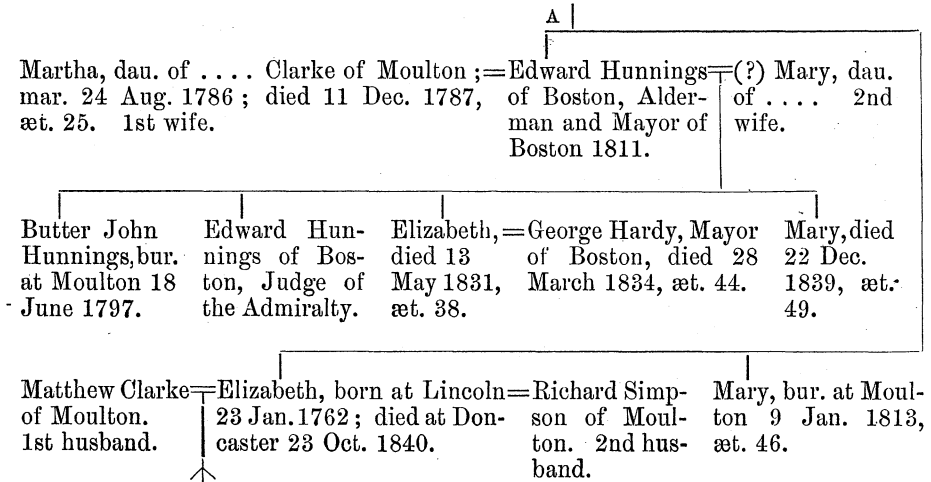 A
Martha, dau. of .... Clarke of Moulton ;=Edward Hunnings=(?) Mary, dau.
mar. 24 Aug. 1786 ; died 11 Dec. 1787, of Boston, Alder- of .... 2nd
æt. 25. 1st wife. man and Mayor of wife.
Boston 1811.
Butter John Edward Hun- Elizabeth,=George Hardy, Mayor Mary, died
Hunnings, bur. nings of Bos- died 13 of Boston, died 28 22 Dec.
at Moulton 18 ton, Judge of May 1831, March 1834, æt. 44. 1839, æt.
June 1797. the Admiralty. æt. 38. 49.
Matthew Clarke=Elizabeth, born at Lincoln=Richard Simp- Mary, bur. at Moul-
of Moulton. 23 Jan. 1762 ; died at Don- son of Moul- ton 9 Jan. 1813,
1st husband. caster 23 Oct. 1840. ton. 2nd hus- æt. 46.
band.